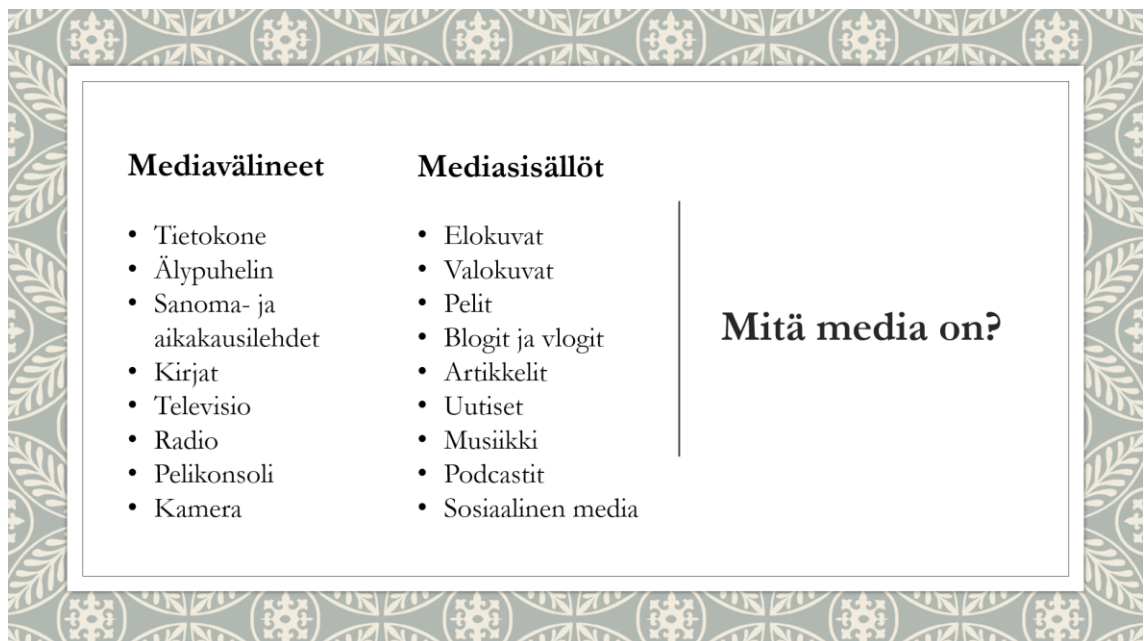 Mediavälineet
• Tietokone
• Älypuhelin
• Sanoma- ja
aikakausilehdet
• Kirjat
• Televisio
• Radio
• Pelikonsoli
• Kamera
Mediasisällöt
• Elokuvat
• Valokuvat
• Pelit
• Blogit ja vlogit
• Artikkelit
• Uutiset
• Musiikki
• Podcastit
• Sosiaalinen media
Mitä media on?